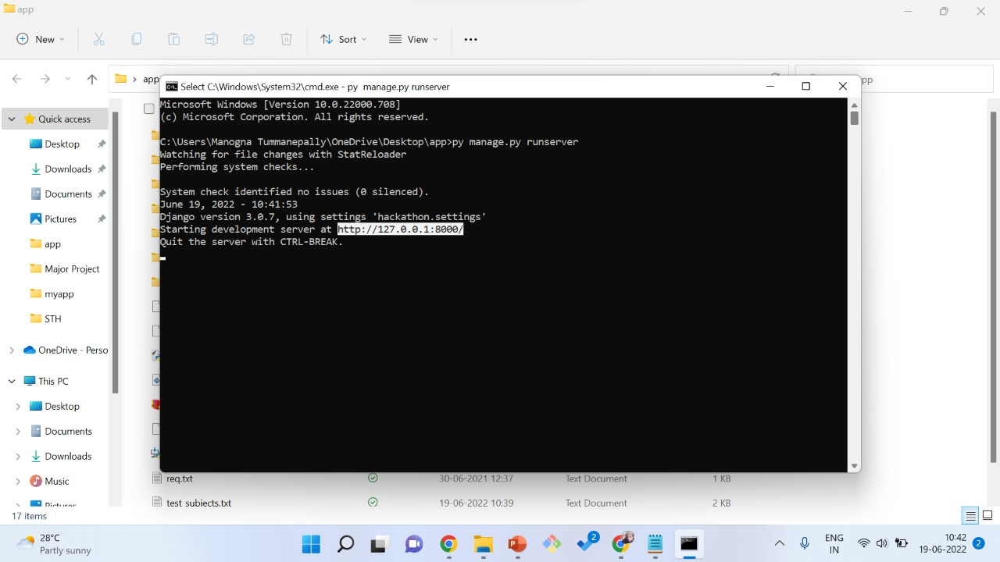 app
New
Sort
View
app
pp
Select C:\Windows\System32\cmd.exe - py  manage.py runserver
Microsoft Windows [Version 10.0.22000.708]
(c) Microsoft Corporation. All rights reserved.
C:\Users\Manogna Tummanepally\OneDrive\Desktop\app>py manage.py runserver
Watching for file changes with StatReloader
Performing system checks...
System check identified no issues (0 silenced).
June 19, 2022 - 10:41:53
Django version 3.0.7, using settings 'hackathon.settings'
Starting development server at http://127.0.0.1:8000/
Quit the server with CTRL-BREAK.
Quick access
Desktop
Downloads
Documents
Pictures
app
Major Project
myapp
STH
OneDrive - Perso
This PC
Desktop
Documents
Downloads
Music
Pictures
req.txt 30-06-2021 12:37 Text Document 1 KB
test_subjects.txt 19-06-2022 10:39 Text Document 2 KB
17 items
28°C
Partly sunny
2
ENG
IN
10:42
19-06-2022
2